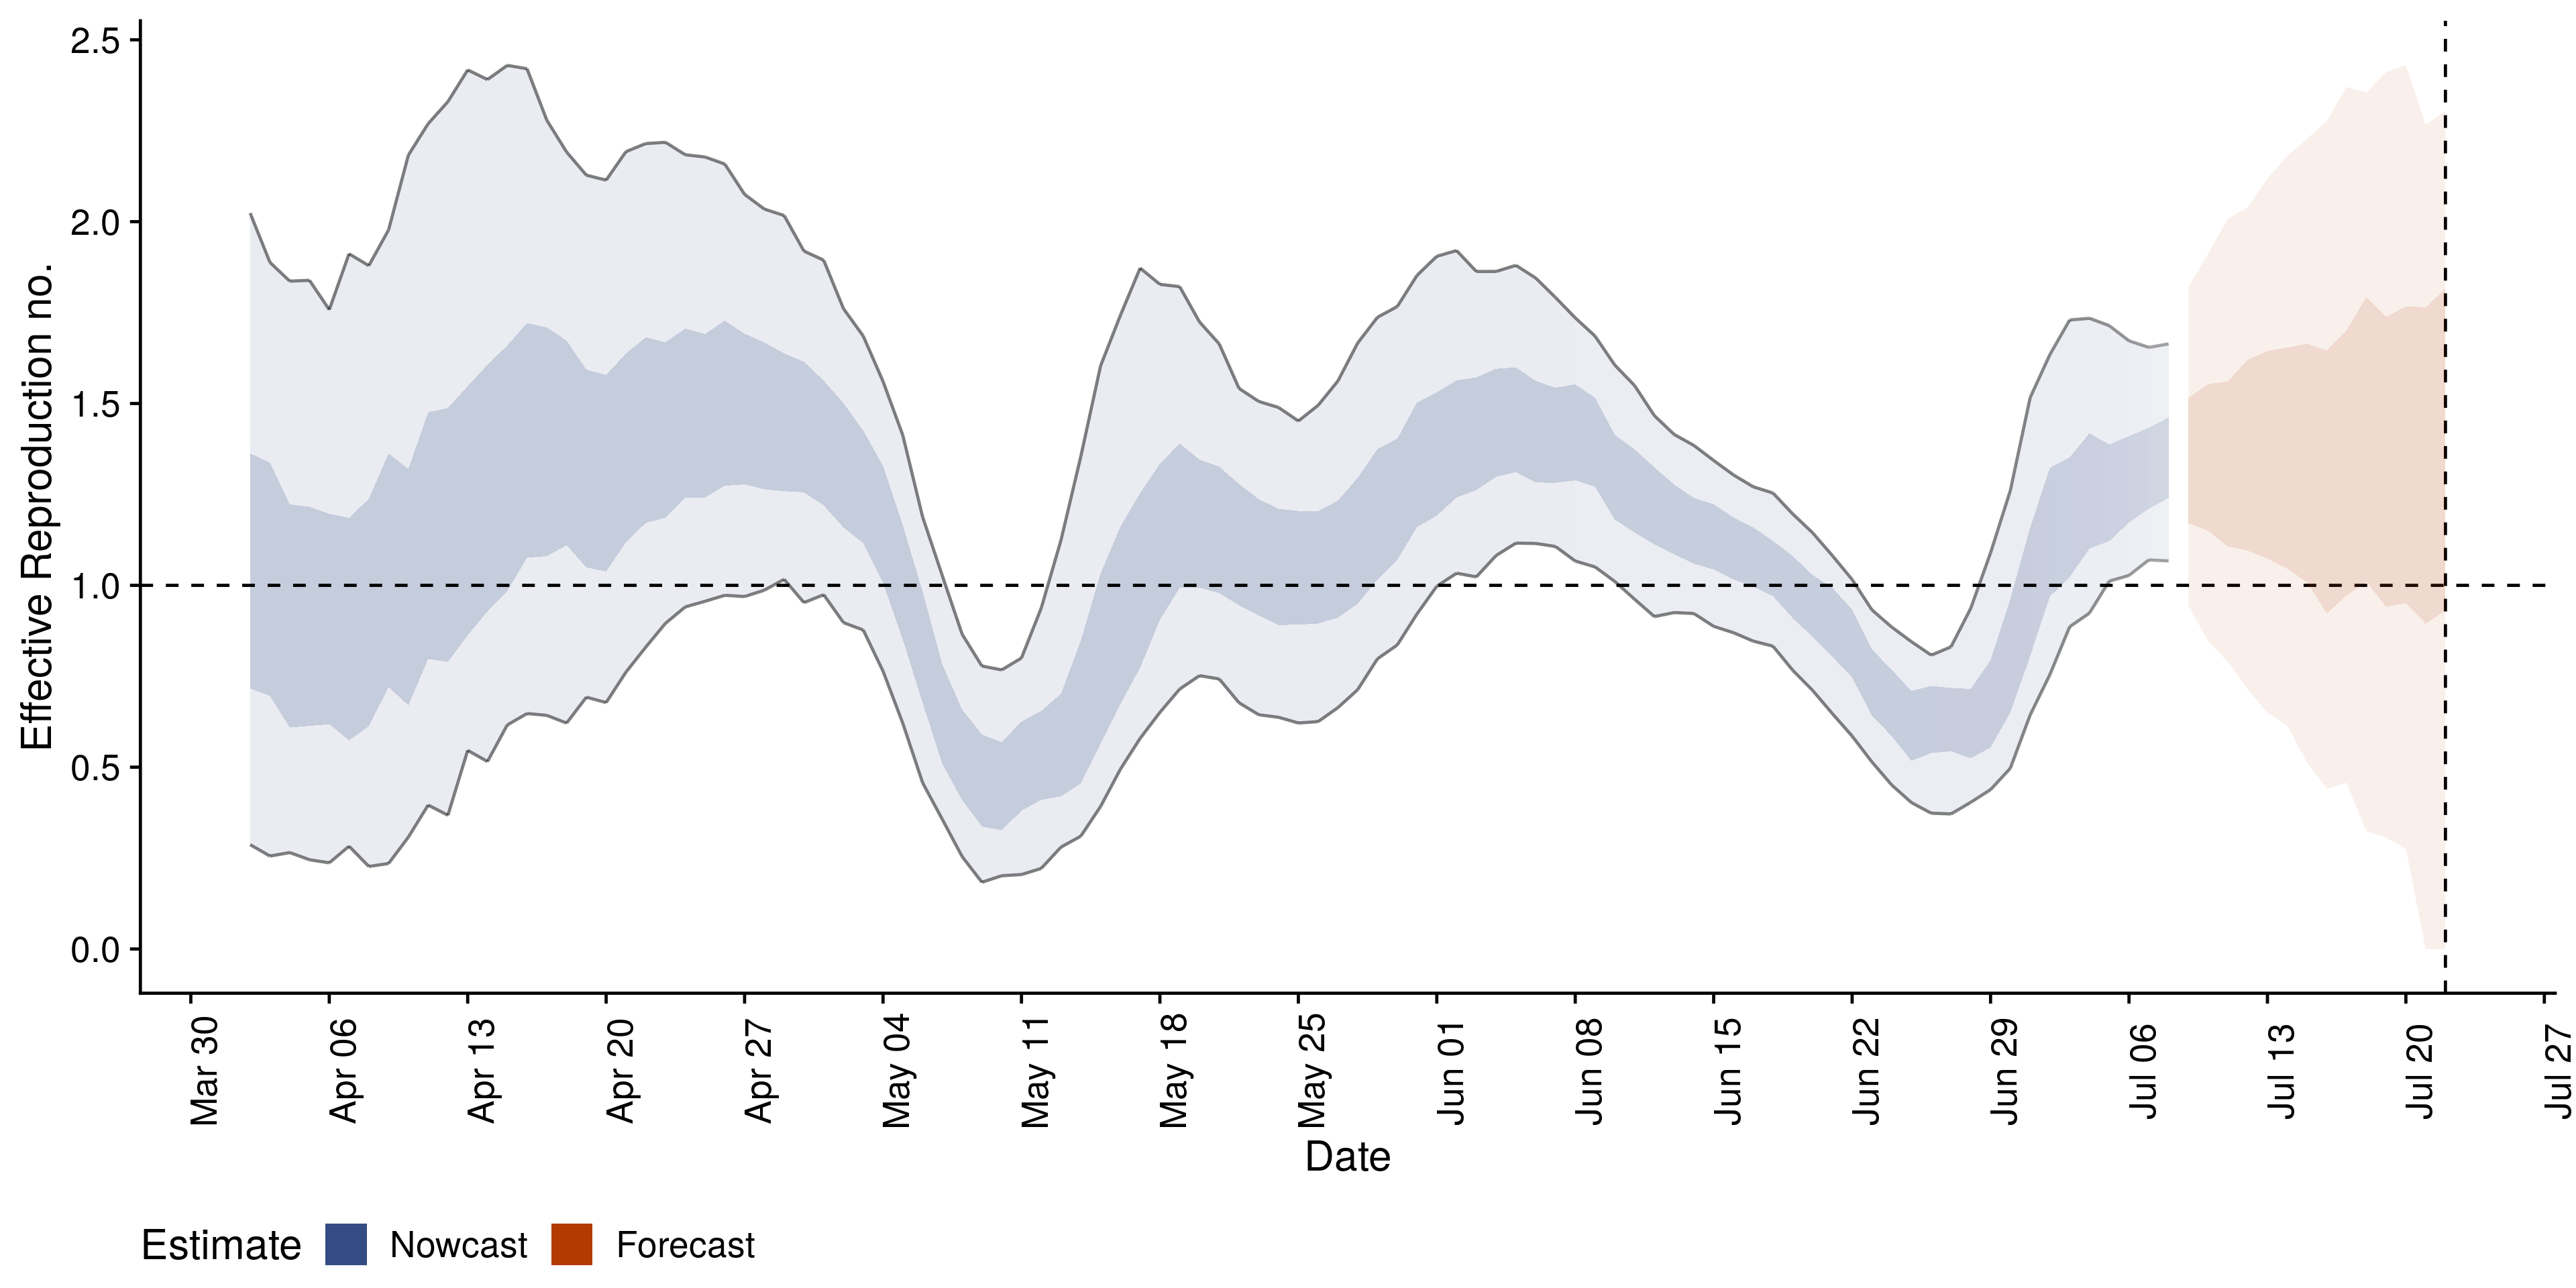 Effective Reproduction no.
2.5
2.0
1.5
1.0
0.5
0.0
Mar 30
Apr 06
Apr 13
Apr 20
Apr 27
May 04
May 11
May 18
May 25
Jun 01
Jun 08
Jun 15
Jun 22
Jun 29
Jul 06
Jul 13
Jul 20
Jul 27
Date
Estimate Nowcast Forecast